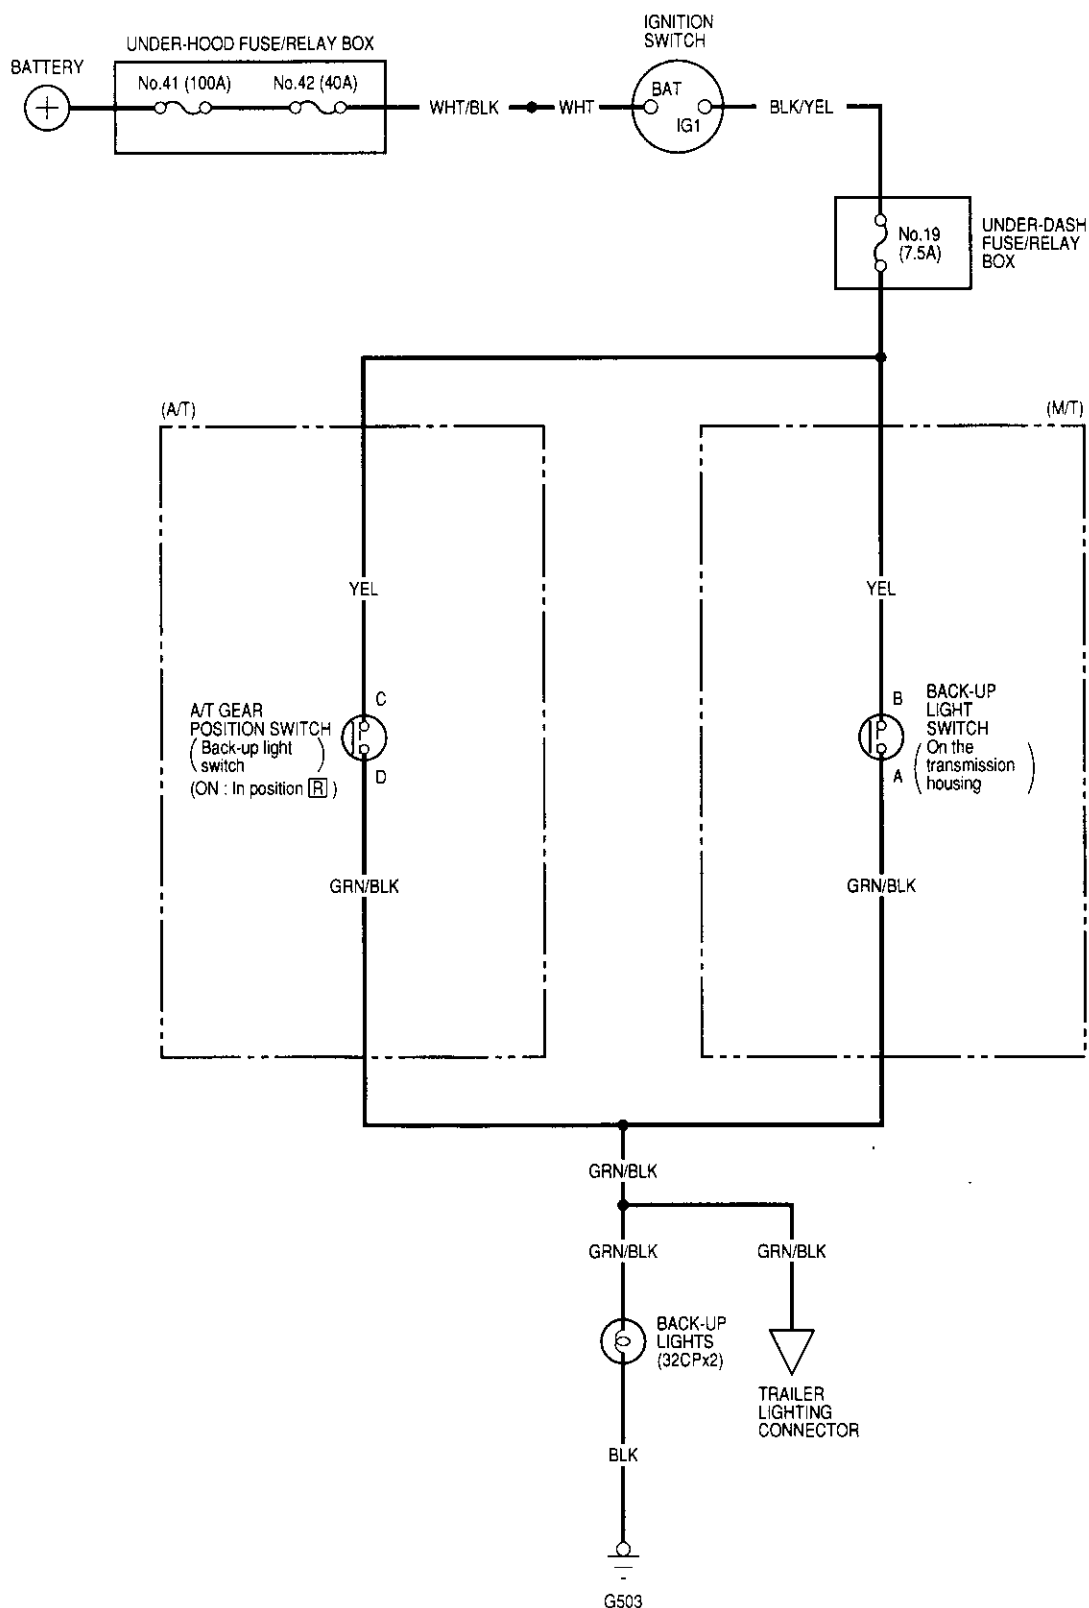 IGNITION
SWITCH
UNDER-HOOD FUSE/RELAY BOX
BATTERY
No.41 (100A)
No.42 (40A)
WHT/BLK
WHT
BAT
IG1
BLK/YEL
No.19
(7.5A)
UNDER-DASH
FUSE/RELAY
BOX
(A/T)
(M/T)
YEL
YEL
C
A/T GEAR
POSITION SWITCH
(Back-up light
switch)
D
(ON : In position R )
B
BACK-UP
LIGHT
SWITCH
(On the
transmission
housing)
A
GRN/BLK
GRN/BLK
GRN/BLK
GRN/BLK
GRN/BLK
BACK-UP
LIGHTS
(32CPx2)
TRAILER
LIGHTING
CONNECTOR
BLK
G503